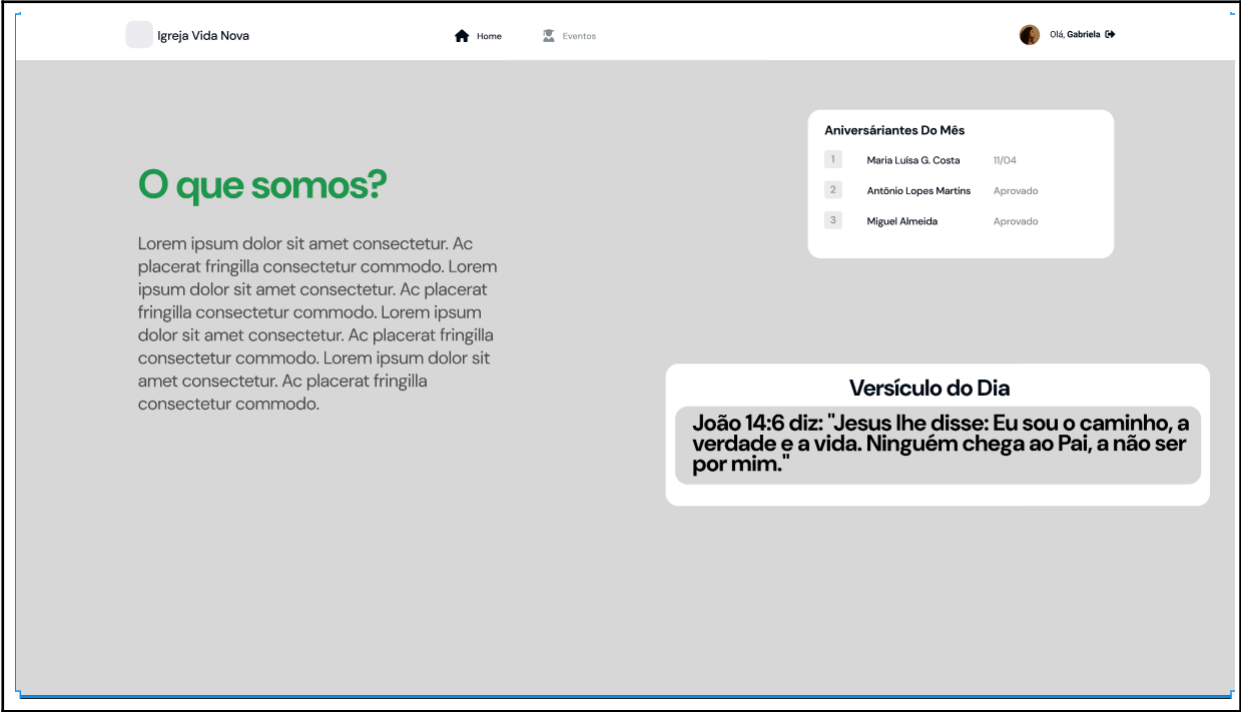 Igreja Vida Nova
Home
Eventos
Olá, Gabriela
O que somos?
Lorem ipsum dolor sit amet consectetur. Ac
placerat fringilla consectetur commodo. Lorem
ipsum dolor sit amet consectetur. Ac placerat
fringilla consectetur commodo. Lorem ipsum
dolor sit amet consectetur. Ac placerat fringilla
consectetur commodo. Lorem ipsum dolor sit
amet consectetur. Ac placerat fringilla
consectetur commodo.
Aniversáriantes Do Mês
1 Maria Luísa G. Costa 11/04
2 Antônio Lopes Martins Aprovado
3 Miguel Almeida Aprovado
Versículo do Dia
João 14:6 diz: "Jesus lhe disse: Eu sou o caminho, a
verdade e a vida. Ninguém chega ao Pai, a não ser
por mim."